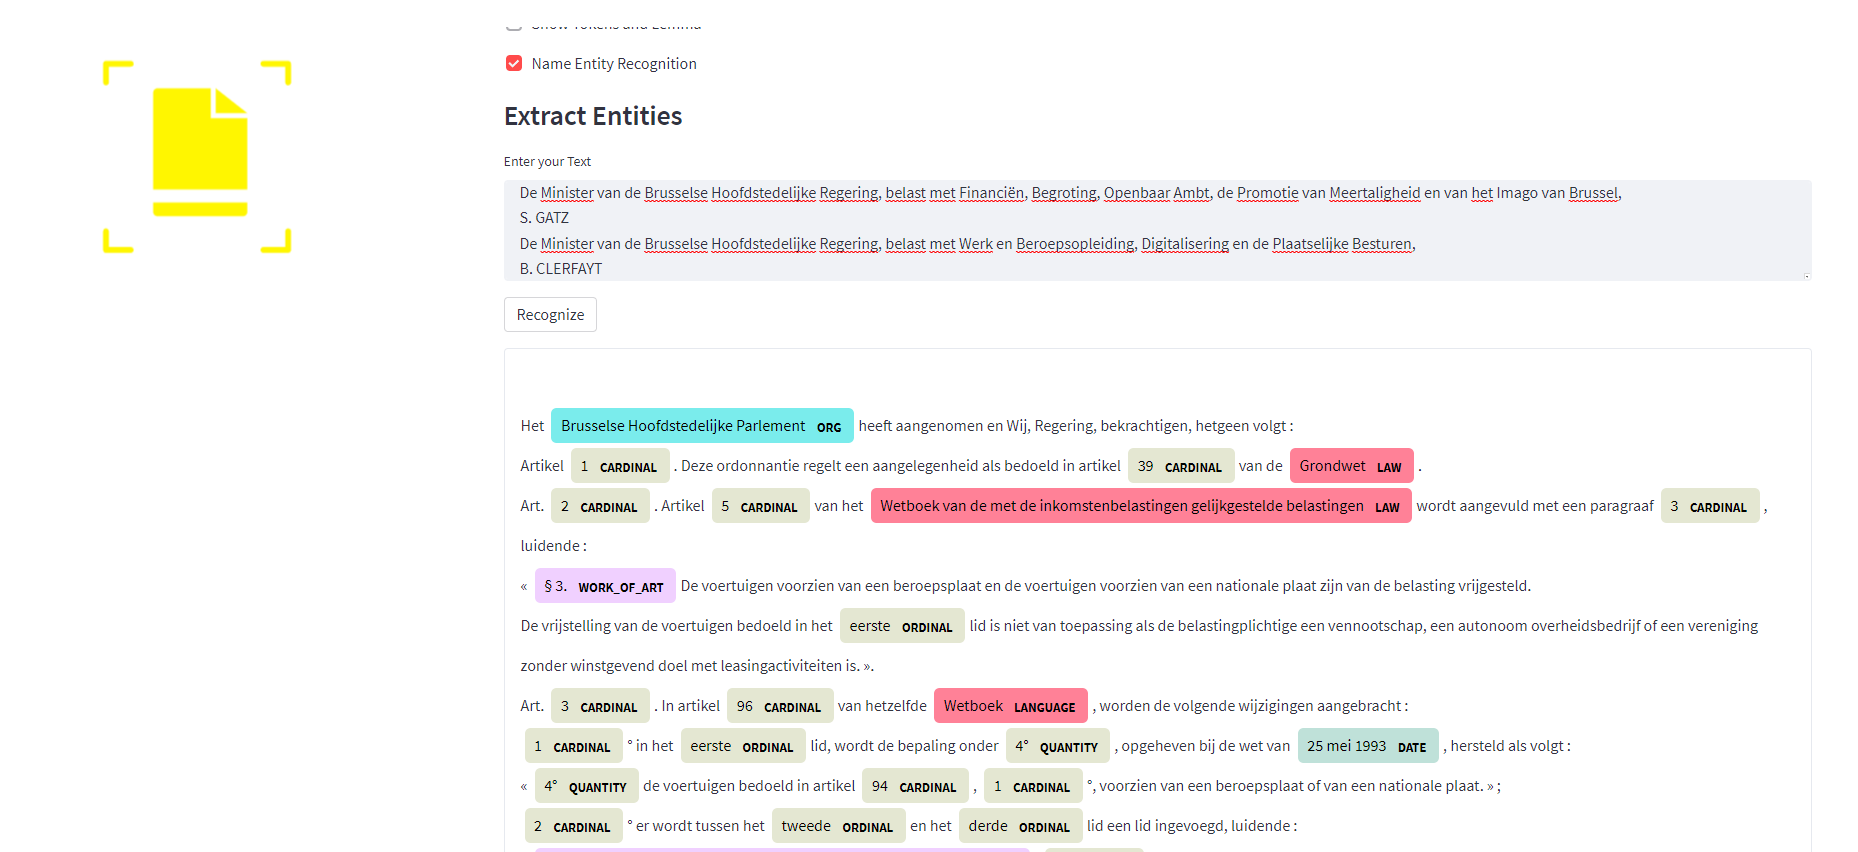 Show Tokens and Lemma
Name Entity Recognition
Extract Entities
Enter your Text
De Minister van de Brusselse Hoofdstedelijke Regering, belast met Financiën, Begroting, Openbaar Ambt, de Promotie van Meertaligheid en van het Imago van Brussel,
S. GATZ
De Minister van de Brusselse Hoofdstedelijke Regering, belast met Werk en Beroepsopleiding, Digitalisering en de Plaatselijke Besturen,
B. CLERFAYT
Recognize
Het Brusselse Hoofdstedelijke Parlement ORG heeft aangenomen en Wij, Regering, bekrachtigen, hetgeen volgt :
Artikel 1 CARDINAL . Deze ordonnantie regelt een aangelegenheid als bedoeld in artikel 39 CARDINAL van de Grondwet LAW .
Art. 2 CARDINAL . Artikel 5 CARDINAL van het Wetboek van de met de inkomstenbelastingen gelijkgestelde belastingen LAW wordt aangevuld met een paragraaf 3 CARDINAL ,
luidende :
« § 3. WORK_OF_ART De voertuigen voorzien van een beroepsplaat en de voertuigen voorzien van een nationale plaat zijn van de belasting vrijgesteld.
De vrijstelling van de voertuigen bedoeld in het eerste ORDINAL lid is niet van toepassing als de belastingplichtige een vennootschap, een autonoom overheidsbedrijf of een vereniging
zonder winstgevend doel met leasingactiviteiten is. ».
Art. 3 CARDINAL . In artikel 96 CARDINAL van hetzelfde Wetboek LANGUAGE , worden de volgende wijzigingen aangebracht :
1 CARDINAL ° in het eerste ORDINAL lid, wordt de bepaling onder 4° QUANTITY , opgeheven bij de wet van 25 mei 1993 DATE , hersteld als volgt :
« 4° QUANTITY de voertuigen bedoeld in artikel 94 CARDINAL , 1 CARDINAL °, voorzien van een beroepsplaat of van een nationale plaat. » ;
2 CARDINAL ° er wordt tussen het tweede ORDINAL en het derde ORDINAL lid een lid ingevoegd, luidende :